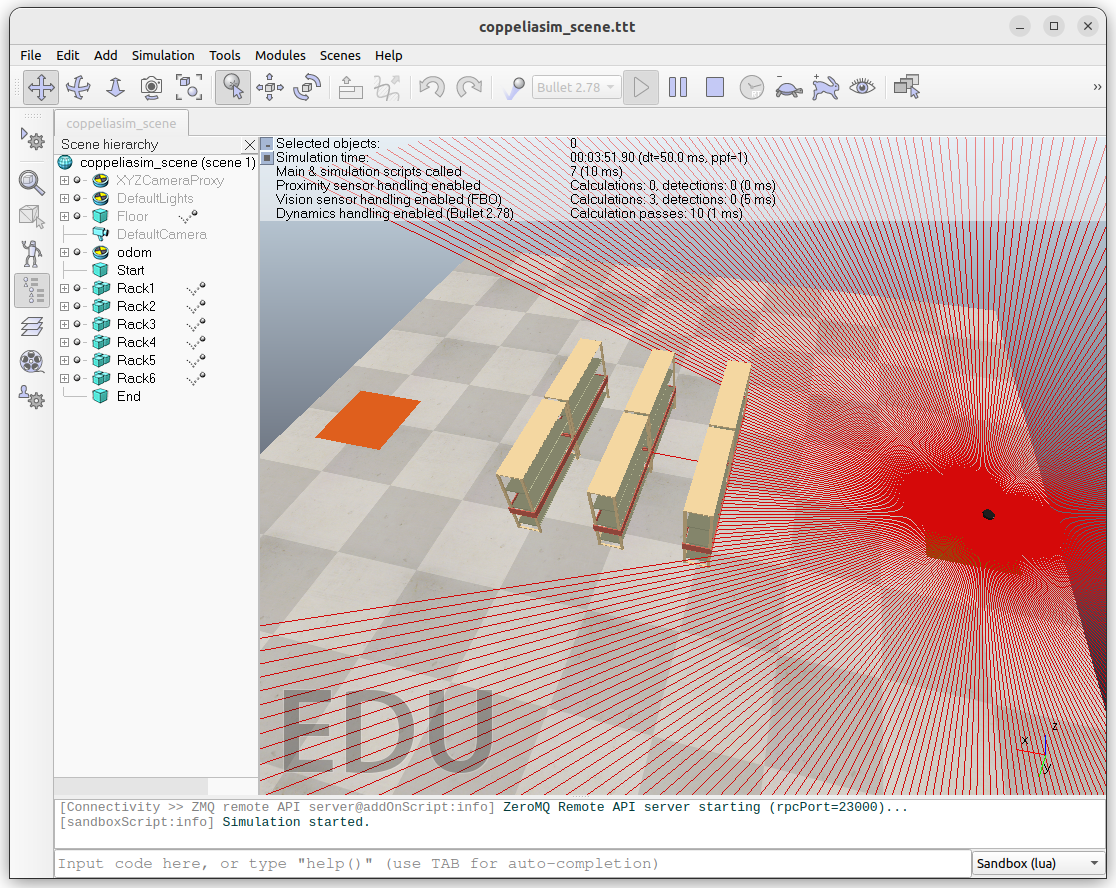 coppeliasim_scene.ttt
File Edit Add Simulation Tools Modules Scenes Help
Bullet 2.78 »
coppeliasim_scene
Scene hierarchy
coppeliasim_scene (scene 1)
XYZCameraProxy
DefaultLights
Floor
DefaultCamera
odom
Start
Rack1
Rack2
Rack3
Rack4
Rack5
Rack6
End
Selected objects: 0
Simulation time: 00:03:51.90 (dt=50.0 ms, ppf=1)
Main & simulation scripts called 7 (10 ms)
Proximity sensor handling enabled Calculations: 0, detections: 0 (0 ms)
Vision sensor handling enabled (FBO) Calculations: 3, detections: 0 (5 ms)
Dynamics handling enabled (Bullet 2.78) Calculation passes: 10 (1 ms)
EDU
z
x
y
[Connectivity >> ZMQ remote API server@addOnScript:info] ZeroMQ Remote API server starting (rpcPort=23000)...
[sandboxScript:info] Simulation started.
Input code here, or type "help()" (use TAB for auto-completion)
Sandbox (lua)